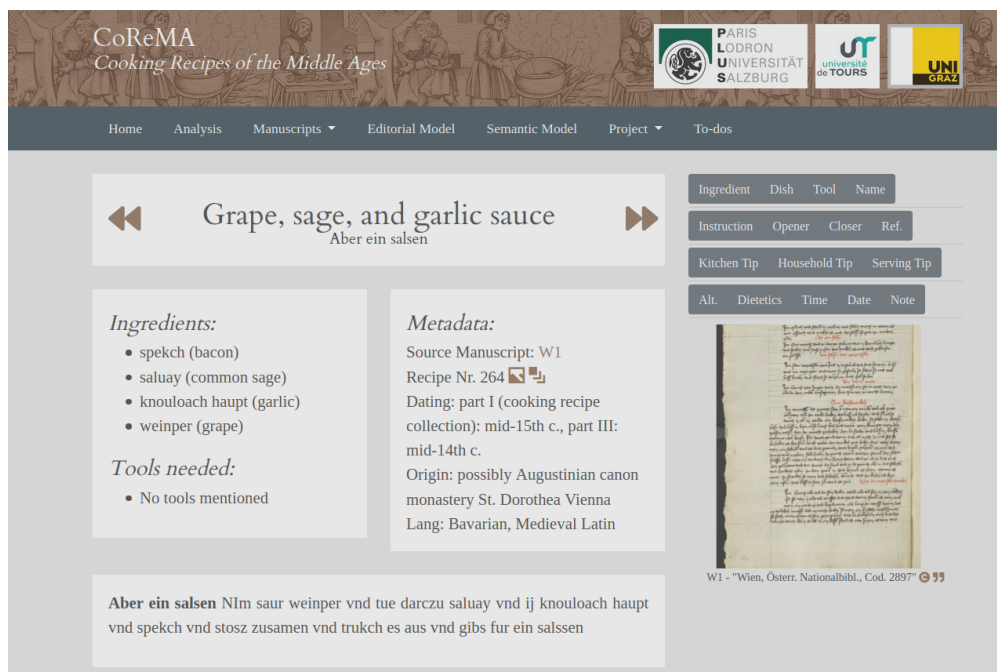 CoReMA
Cooking Recipes of the Middle Ages
PARIS
LODRON
UNIVERSITÄT
SALZBURG
université
de TOURS
UNI
GRAZ
Home Analysis Manuscripts Editorial Model Semantic Model Project To-dos
Grape, sage, and garlic sauce
Aber ein salsen
Ingredients:
spekch (bacon)
saluay (common sage)
knouloach haupt (garlic)
weinper (grape)
Tools needed:
No tools mentioned
Metadata:
Source Manuscript: W1
Recipe Nr. 264
Dating: part I (cooking recipe
collection): mid-15th c., part III:
mid-14th c.
Origin: possibly Augustinian canon
monastery St. Dorothea Vienna
Lang: Bavarian, Medieval Latin
Aber ein salsen NIm saur weinper vnd tue darczu saluay vnd ij knouloach haupt
vnd spekch vnd stosz zusamen vnd trukch es aus vnd gibs fur ein salssen
Ingredient Dish Tool Name
Instruction Opener Closer Ref.
Kitchen Tip Household Tip Serving Tip
Alt. Dietetics Time Date Note
W1 - "Wien, Österr. Nationalbibl., Cod. 2897"